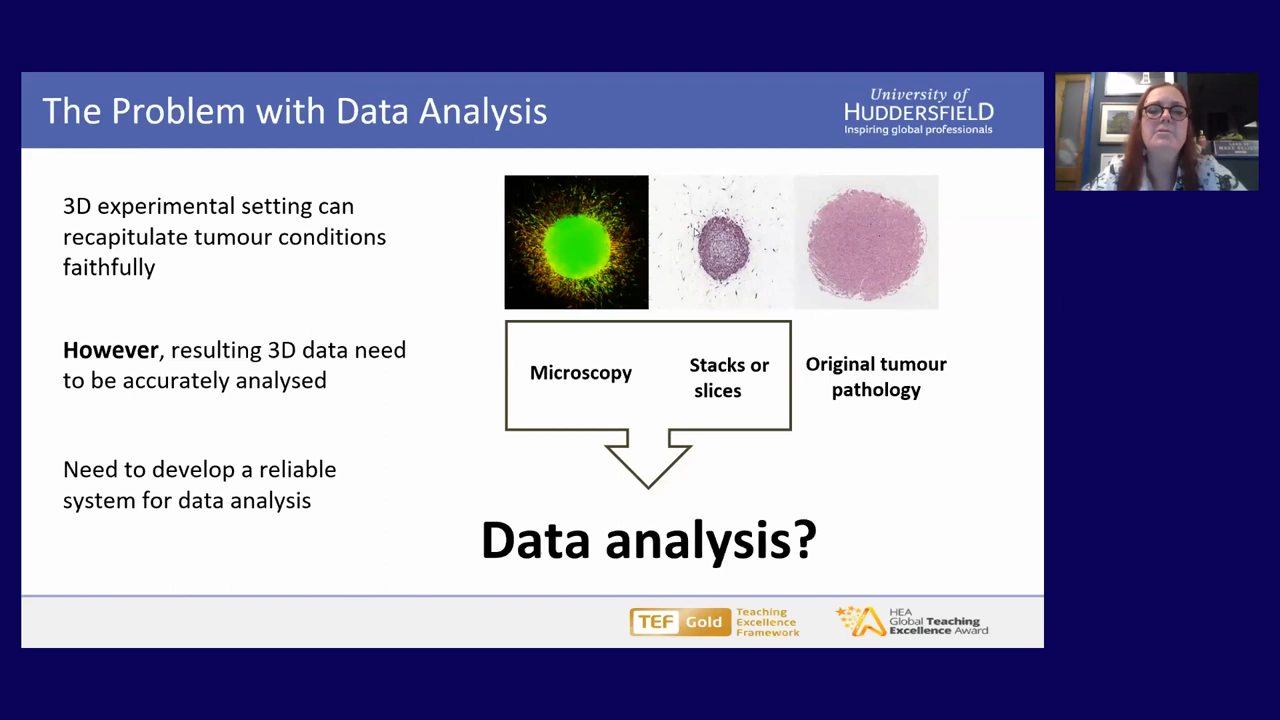 The Problem with Data Analysis
University of
HUDDERSFIELD
Inspiring global professionals
3D experimental setting can
recapitulate tumour conditions
faithfully
However, resulting 3D data need
to be accurately analysed
Need to develop a reliable
system for data analysis
Microscopy
Stacks or
slices
Original tumour
pathology
Data analysis?
TEF Gold
Teaching
Excellence
Framework
HEA
Global Teaching
Excellence Award